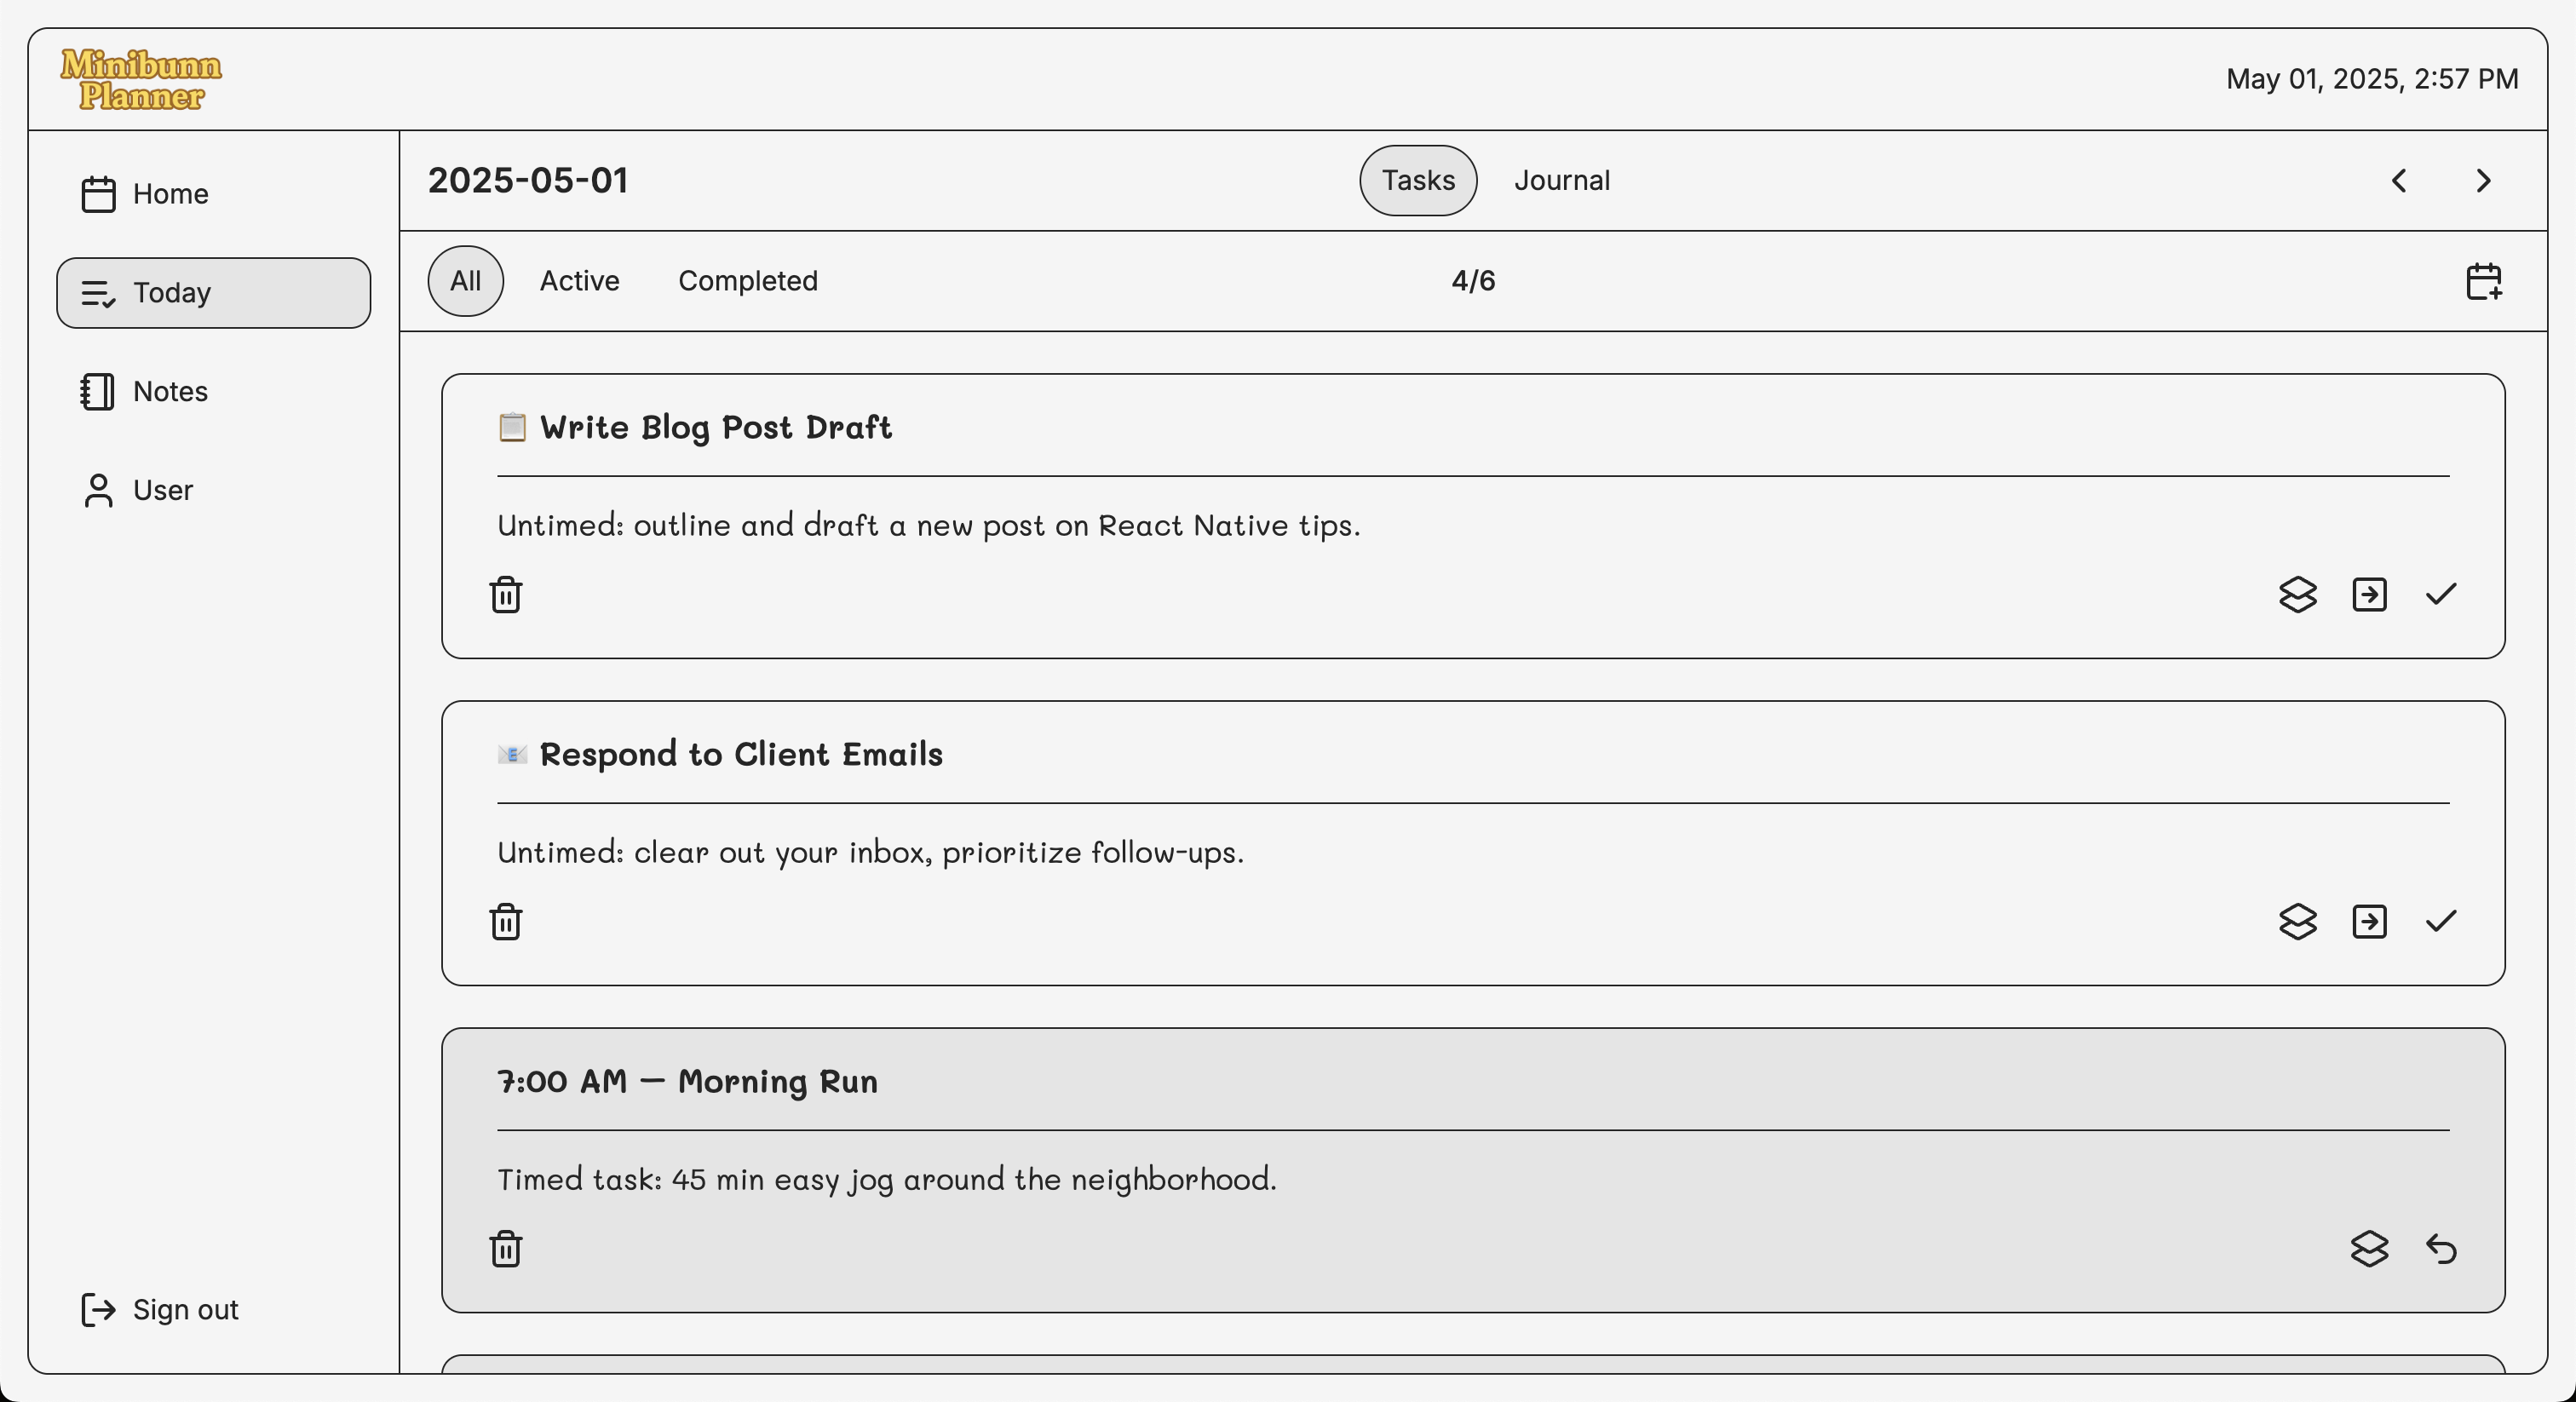 Minibunn
Planner
May 01, 2025, 2:57 PM
Home
Today
Notes
User
Sign out
2025-05-01
Tasks
Journal
All
Active
Completed
4/6
📋 Write Blog Post Draft
Untimed: outline and draft a new post on React Native tips.
📧 Respond to Client Emails
Untimed: clear out your inbox, prioritize follow-ups.
7:00 AM — Morning Run
Timed task: 45 min easy jog around the neighborhood.